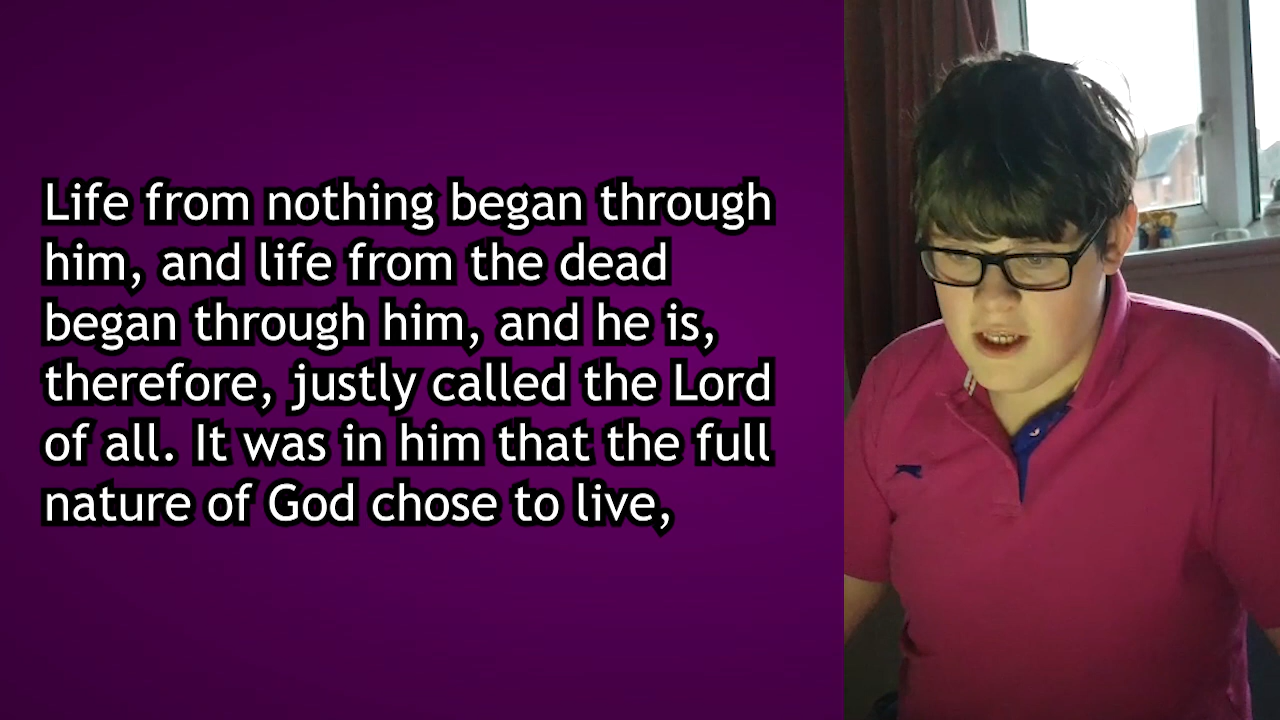 Life from nothing began through
him, and life from the dead
began through him, and he is,
therefore, justly called the Lord
of all. It was in him that the full
nature of God chose to live,